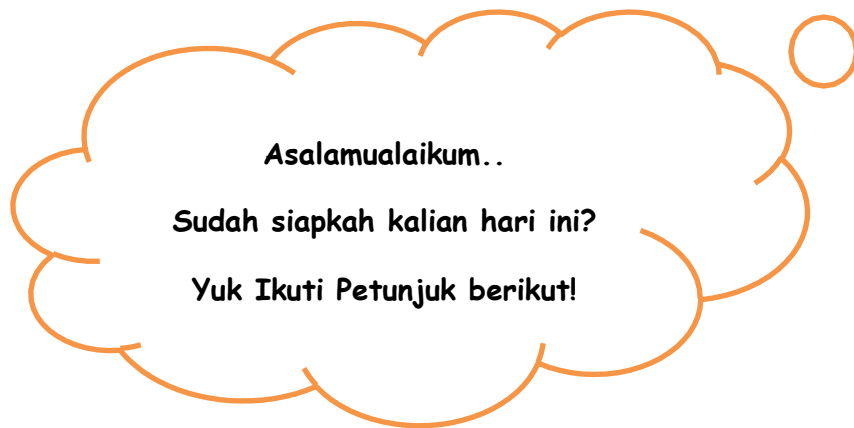 Asalamualaikum..
Sudah siapkah kalian hari ini?
Yuk Ikuti Petunjuk berikut!